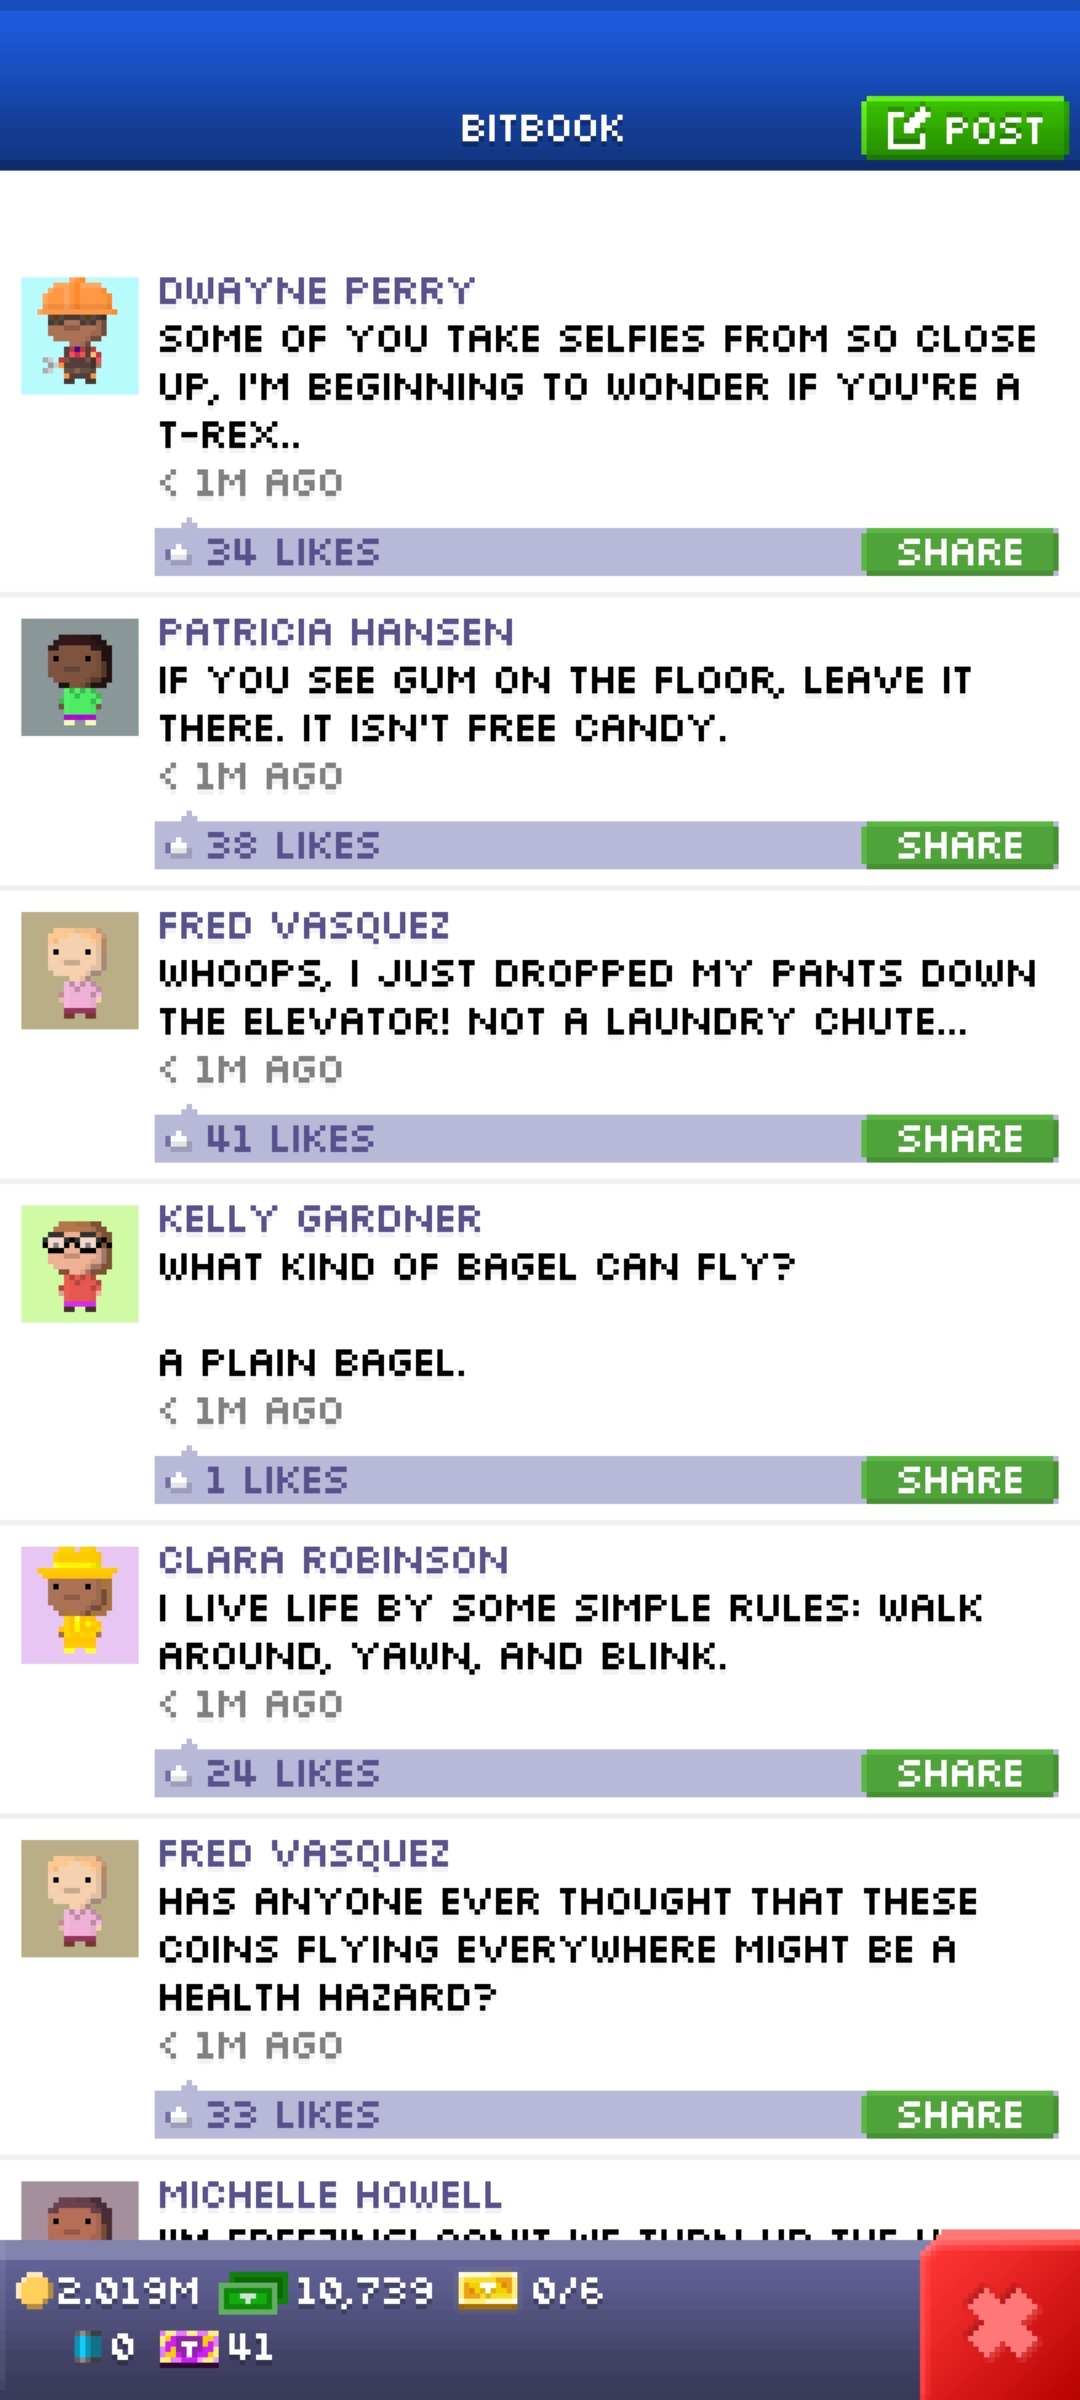 BITBOOK
POST
DWAYNE PERRY
SOME OF YOU TAKE SELFIES FROM SO CLOSE
UP, I'M BEGINNING TO WONDER IF YOU'RE A
T-REX..
< 1M AGO
34 LIKES
SHARE
PATRICIA HANSEN
IF YOU SEE GUM ON THE FLOOR, LEAVE IT
THERE. IT ISN'T FREE CANDY.
< 1M AGO
38 LIKES
SHARE
FRED VASQUEZ
WHOOPS, I JUST DROPPED MY PANTS DOWN
THE ELEVATOR! NOT A LAUNDRY CHUTE...
< 1M AGO
41 LIKES
SHARE
KELLY GARDNER
WHAT KIND OF BAGEL CAN FLY?
A PLAIN BAGEL.
< 1M AGO
1 LIKES
SHARE
CLARA ROBINSON
I LIVE LIFE BY SOME SIMPLE RULES: WALK
AROUND, YAWN, AND BLINK.
< 1M AGO
24 LIKES
SHARE
FRED VASQUEZ
HAS ANYONE EVER THOUGHT THAT THESE
COINS FLYING EVERYWHERE MIGHT BE A
HEALTH HAZARD?
< 1M AGO
33 LIKES
SHARE
MICHELLE HOWELL
I'M FREEZING! CAN'T WE TURN UP THE
2.019M 10,739 0/6
0 41